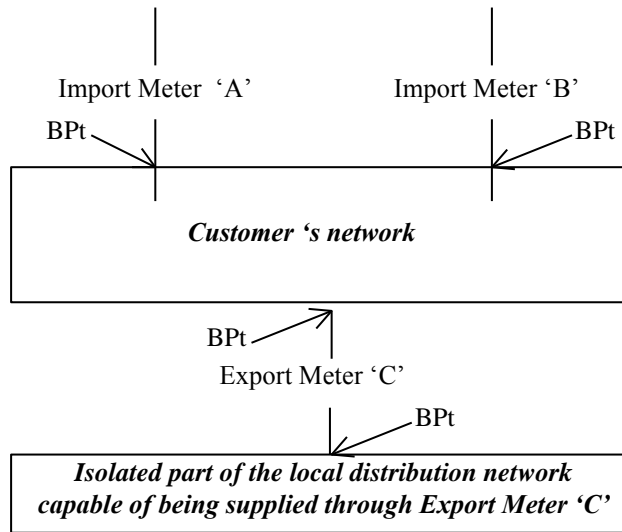 Import Meter ‘A’
Import Meter ‘B’
BPt
BPt
Customer ‘s network
BPt
Export Meter ‘C’
BPt
Isolated part of the local distribution network
capable of being supplied through Export Meter ‘C’